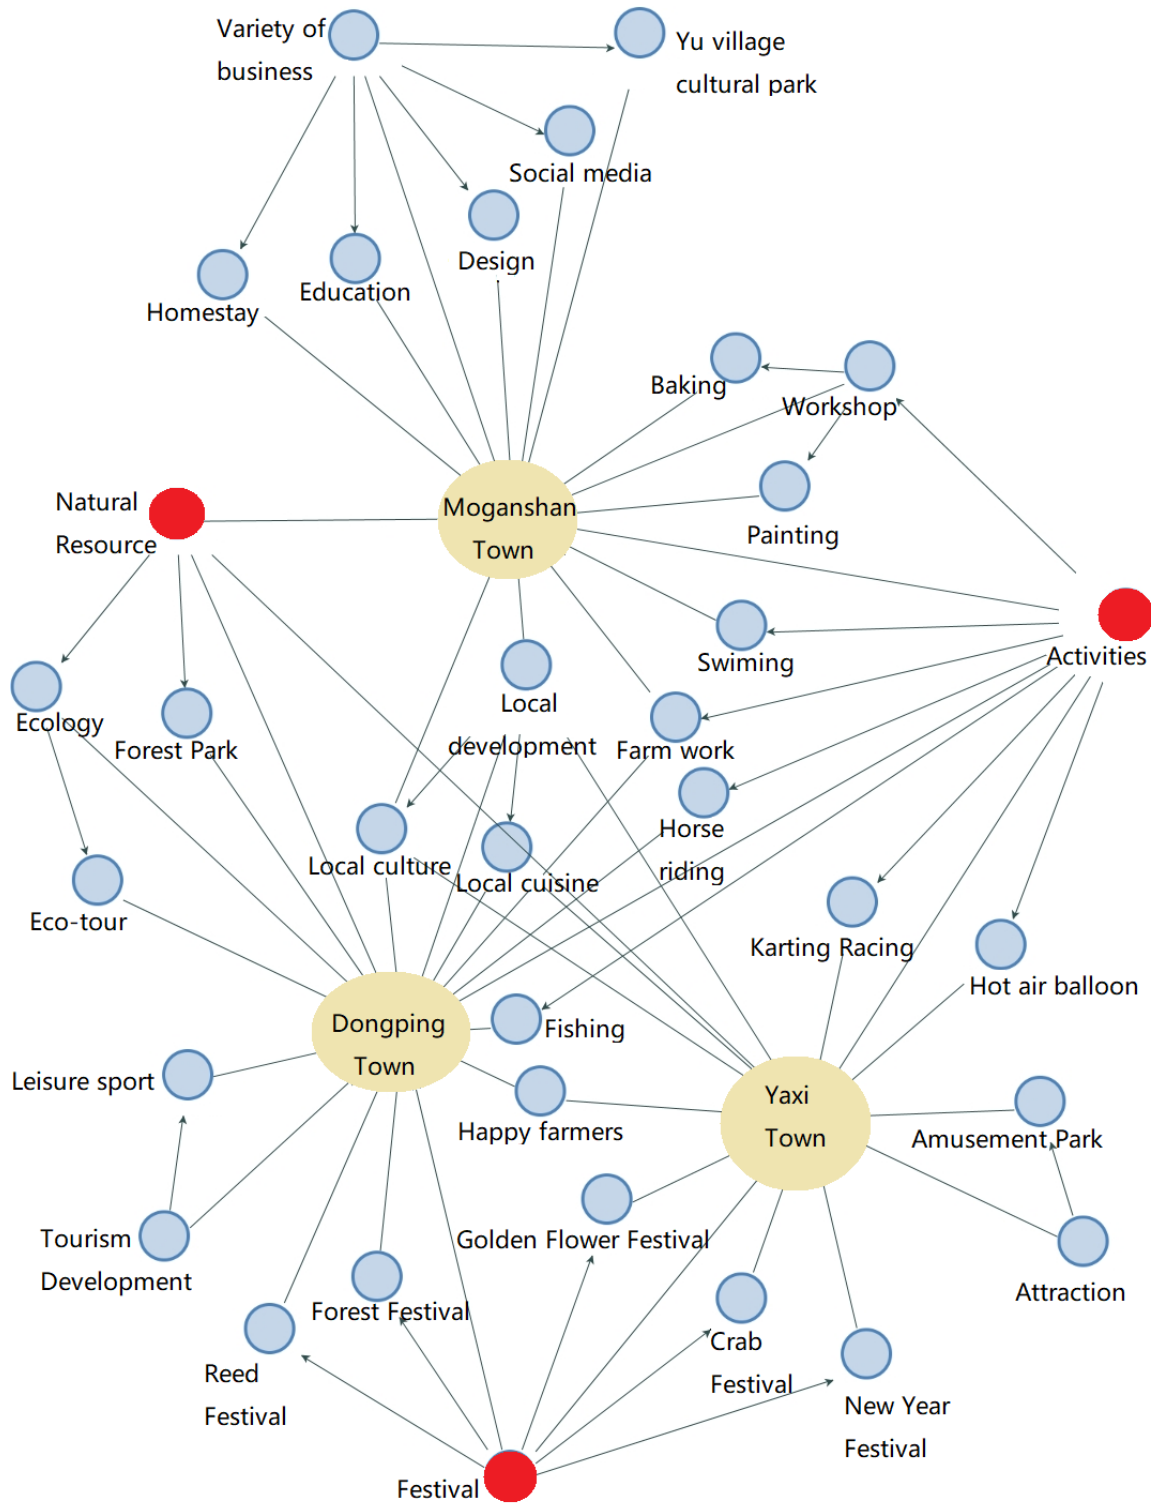 Variety of
business
Yu village
cultural park
Social media
Design
Education
Homestay
Baking
Workshop
Painting
Natural
Resource
Moganshan
Town
Swiming
Activities
Ecology
Forest Park
Local
development
Farm work
Horse
riding
Local culture
Local cuisine
Eco-tour
Karting Racing
Hot air balloon
Dongping
Town
Fishing
Leisure sport
Happy farmers
Yaxi
Town
Amusement Park
Tourism
Development
Golden Flower Festival
Attraction
Forest Festival
Reed
Festival
Crab
Festival
New Year
Festival
Festival